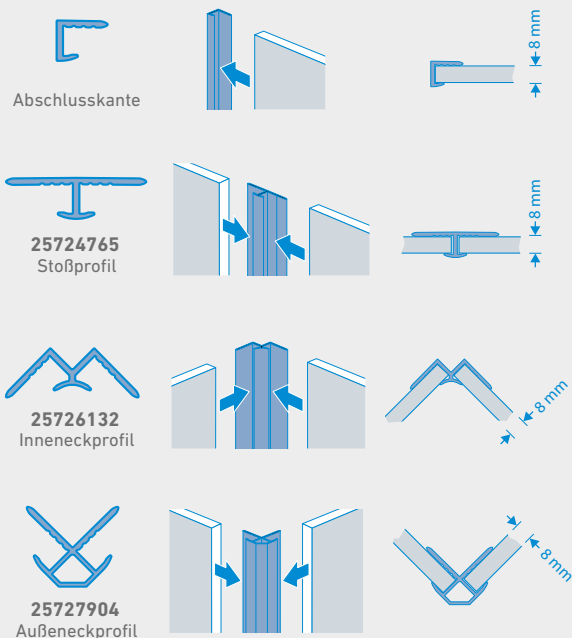 Abschlusskante
8 mm
25724765
Stoßprofil
8 mm
25726132
Inneneckprofil
8 mm
25727904
Außeneckprofil
8 mm